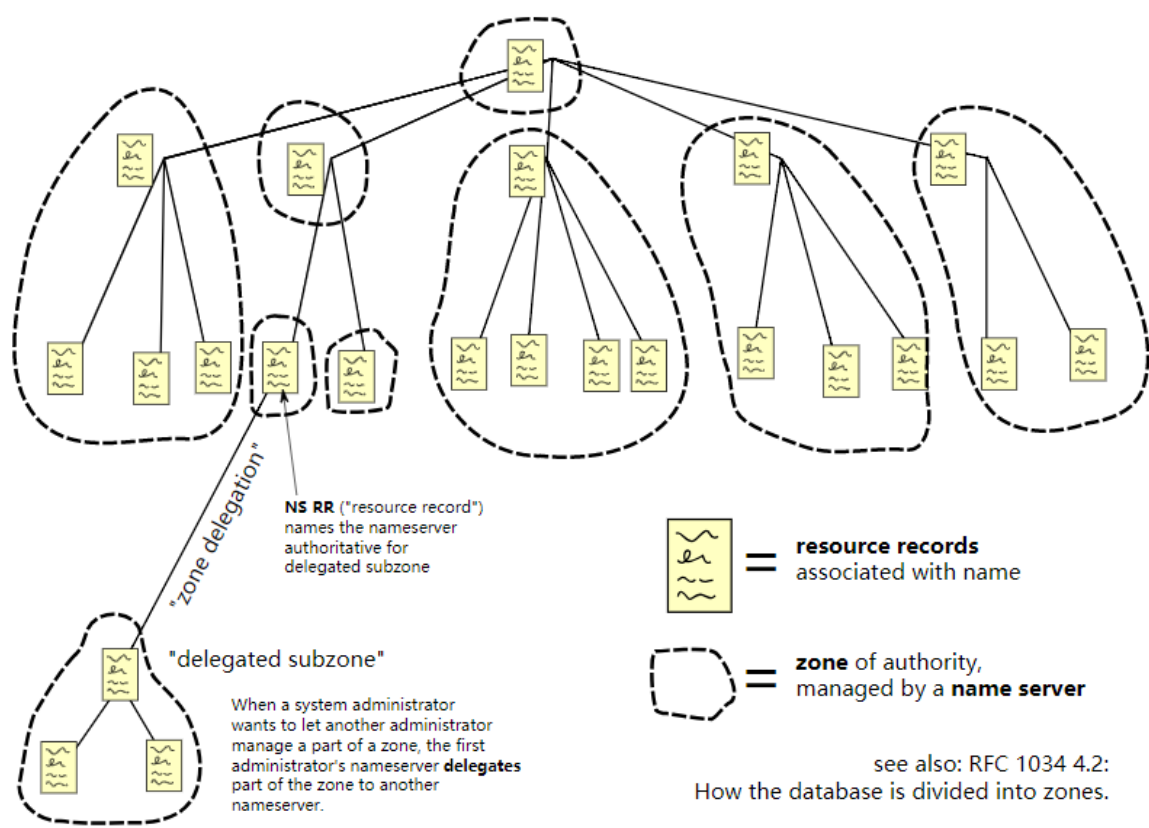 "zone delegation"
NS RR ("resource record")
names the nameserver
authoritative for
delegated subzone
"delegated subzone"
When a system administrator
wants to let another administrator
manage a part of a zone, the first
administrator's nameserver delegates
part of the zone to another
nameserver.
= resource records
associated with name
= zone of authority,
managed by a name server
see also: RFC 1034 4.2:
How the database is divided into zones.